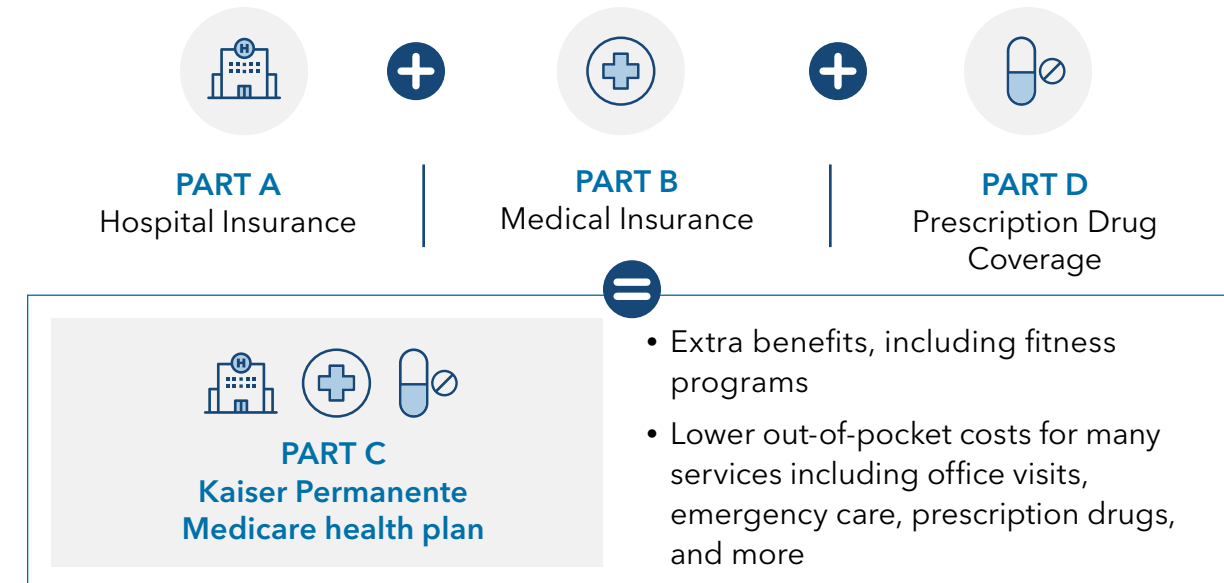 H
PART A
Hospital Insurance
PART B
Medical Insurance
PART D
Prescription Drug
Coverage
H
PART C
Kaiser Permanente
Medicare health plan
• Extra benefits, including fitness
programs
• Lower out-of-pocket costs for many
services including office visits,
emergency care, prescription drugs,
and more